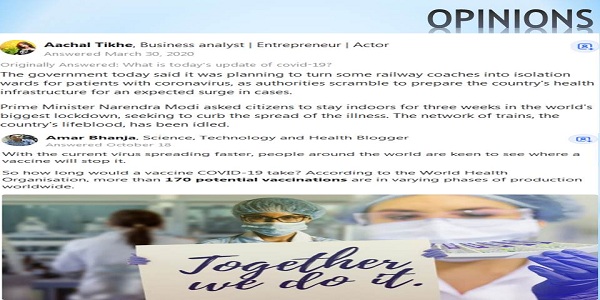 OPINIONS
Aachal Tikhe, Business analyst | Entrepreneur | Actor
Answered March 30, 2020
Originally Answered: What is today's update of covid-19?
The government today said it was planning to turn some railway coaches into isolation
wards for patients with coronavirus, as authorities scramble to prepare the country's health
infrastructure for an expected surge in cases.
Prime Minister Narendra Modi asked citizens to stay indoors for three weeks in the world's
biggest lockdown, seeking to curb the spread of the illness. The network of trains, the
country's lifeblood, has been idled.
Amar Bhanja, Science, Technology and Health Blogger
Answered October 18
With the current virus spreading faster, people around the world are keen to see where a
vaccine will stop it.
So how long would a vaccine COVID-19 take? According to the World Health
Organisation, more than 170 potential vaccinations are in varying phases of production
worldwide.
Together
we do it.